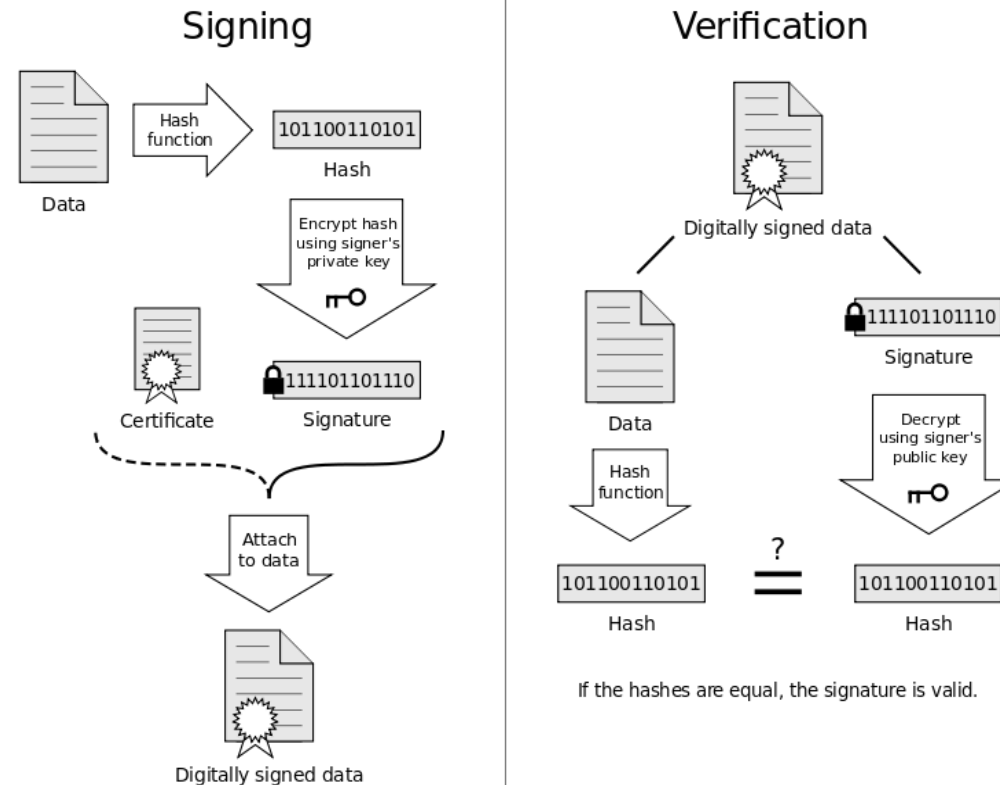 Signing
Hash
function
101100110101
Hash
Data
Encrypt hash
using signer's
private key
111101101110
Certificate
Signature
Attach
to data
Digitally signed data
Verification
Digitally signed data
111101101110
Signature
Data
Decrypt
using signer's
public key
Hash
function
?
101100110101
101100110101
Hash
Hash
If the hashes are equal, the signature is valid.